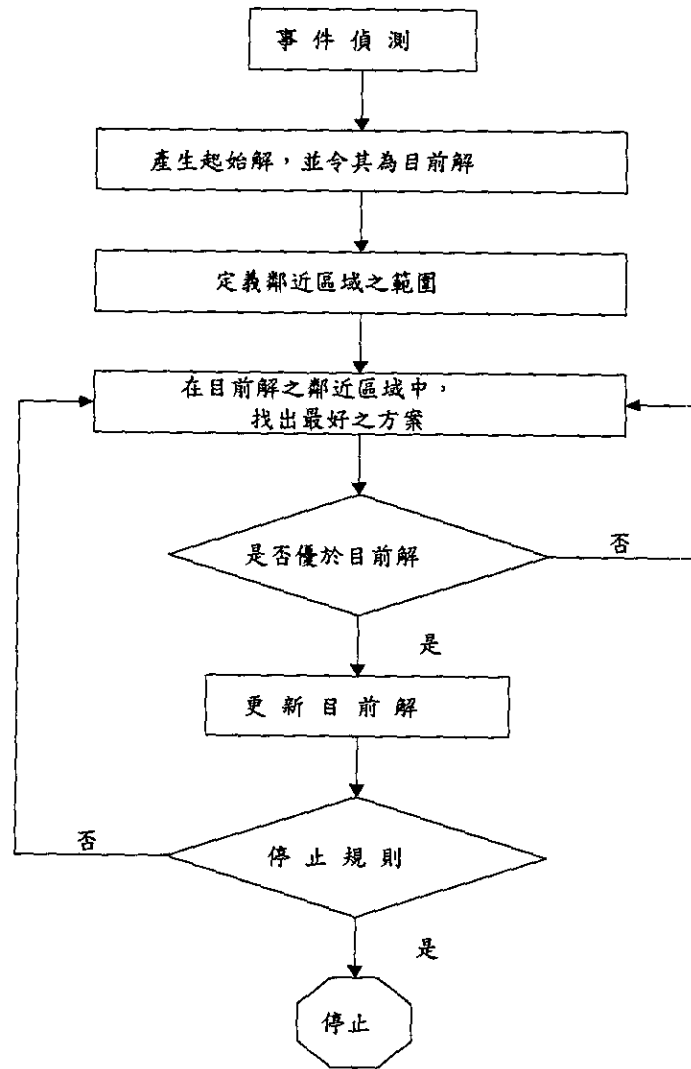 事件偵測
產生起始解，並令其為目前解
定義鄰近區域之範圍
在目前解之鄰近區域中，
找出最好之方案
是否優於目前解
否
是
更新目前解
否
停止規則
是
停止